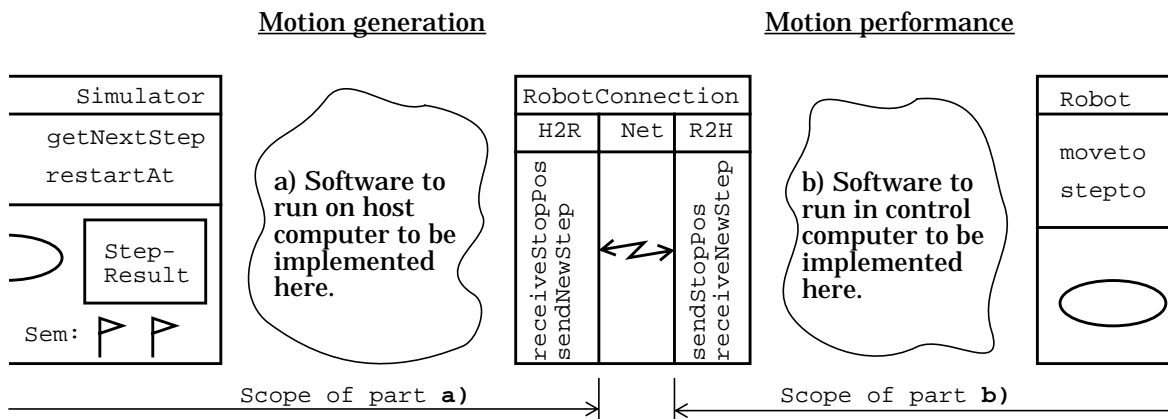 Motion generation
Motion performance
Simulator
getNextStep
restartAt
Step-
Result
Sem:
a) Software to
run on host
computer to be
implemented
here.
RobotConnection
H2R
Net
R2H
receiveStopPos
sendNewStep
sendStopPos
receiveNewStep
b) Software to
run in control
computer to be
implemented
here.
Robot
moveto
stepto
Scope of part a)
Scope of part b)